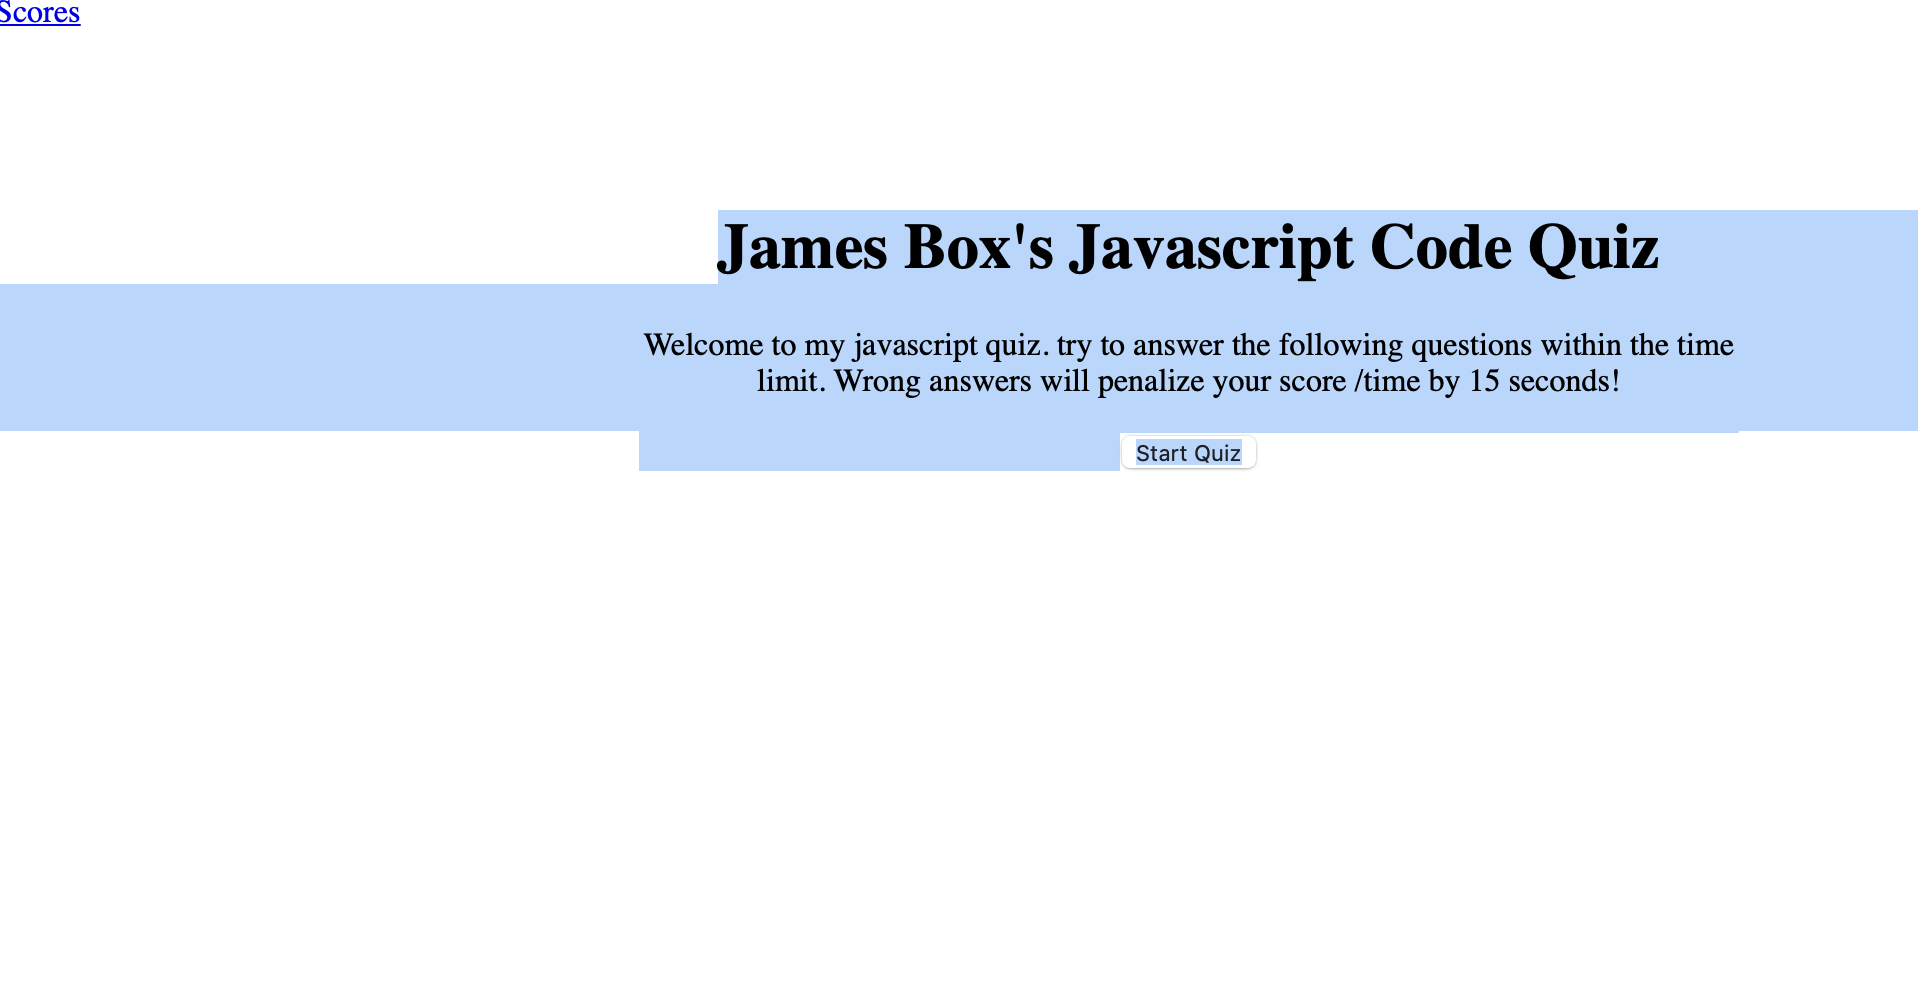 Scores
James Box's Javascript Code Quiz
Welcome to my javascript quiz. try to answer the following questions within the time
limit. Wrong answers will penalize your score /time by 15 seconds!
Start Quiz